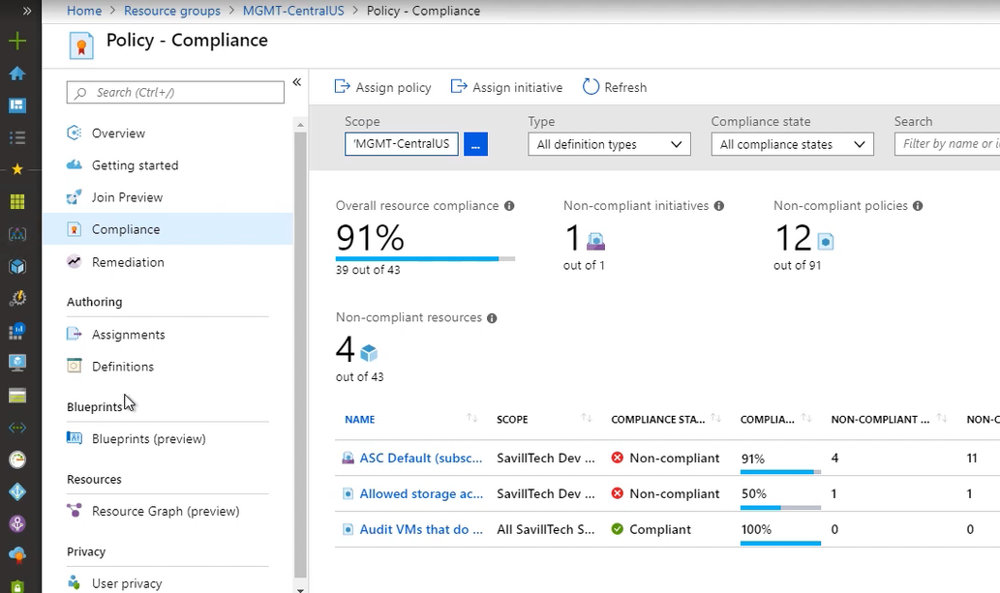 Home > Resource groups > MGMT-CentralUS > Policy - Compliance
Policy - Compliance
Search (Ctrl+/)
Overview
Getting started
Join Preview
Compliance
Remediation
Authoring
Assignments
Definitions
Blueprints
Blueprints (preview)
Resources
Resource Graph (preview)
Privacy
User privacy
Assign policy Assign initiative Refresh
Scope Type Compliance state Search
'MGMT-CentralUS ... All definition types All compliance states Filter by name or i
Overall resource compliance Non-compliant initiatives Non-compliant policies
91% 1 12
39 out of 43 out of 1 out of 91
Non-compliant resources
4
out of 43
NAME SCOPE COMPLIANCE STA... COMPLIA... NON-COMPLIANT ... NON-C
ASC Default (subsc... SavillTech Dev ... Non-compliant 91% 4 11
Allowed storage ac... SavillTech Dev ... Non-compliant 50% 1 1
Audit VMs that do ... All SavillTech S... Compliant 100% 0 0